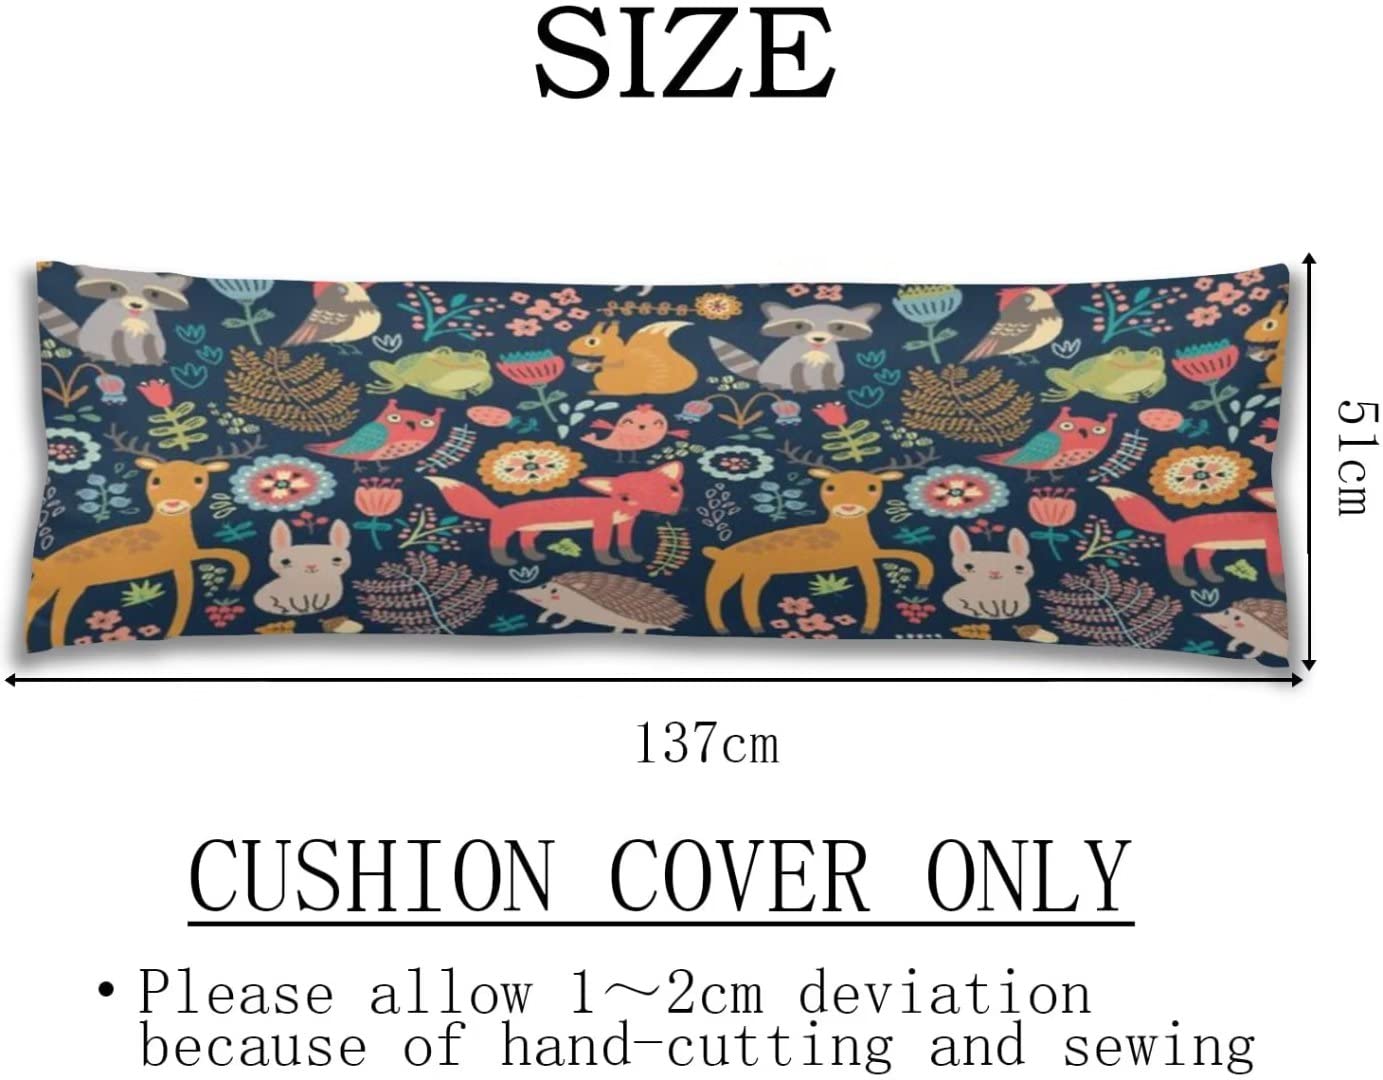 SIZE
51cm
137cm
CUSHION COVER ONLY
• Please allow 1~2cm deviation
because of hand-cutting and sewing